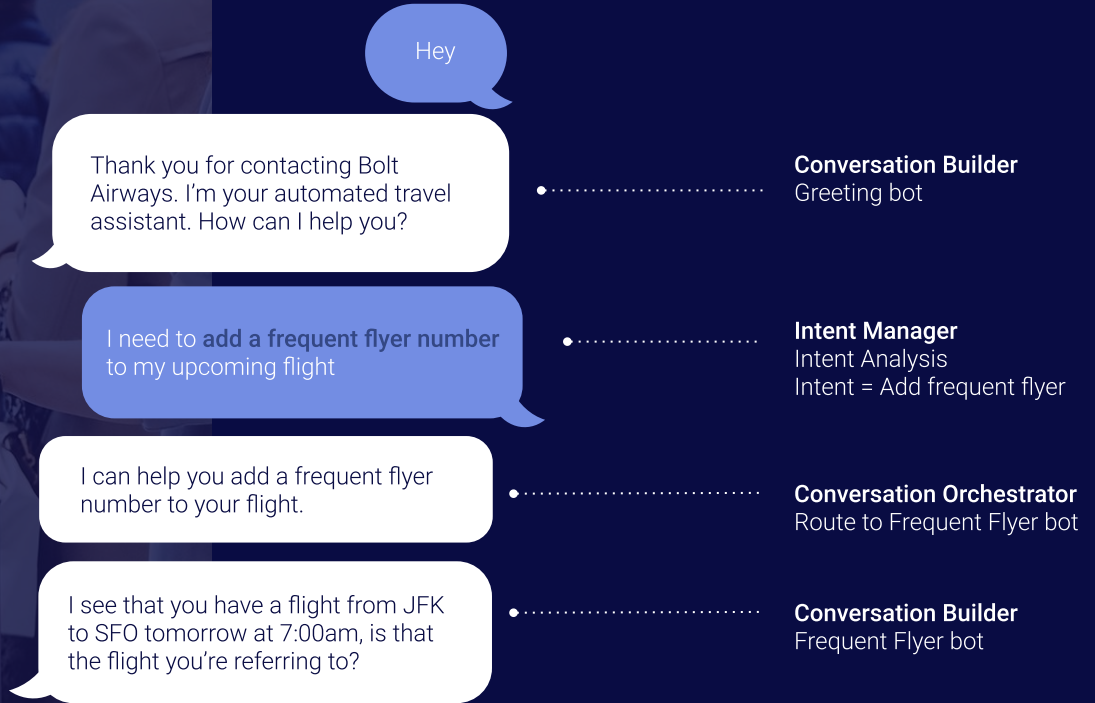 Hey
Thank you for contacting Bolt
Airways. I’m your automated travel
assistant. How can I help you?
Conversation Builder
Greeting bot
I need to add a frequent flyer number
to my upcoming flight
Intent Manager
Intent Analysis
Intent = Add frequent flyer
I can help you add a frequent flyer
number to your flight.
Conversation Orchestrator
Route to Frequent Flyer bot
I see that you have a flight from JFK
to SFO tomorrow at 7:00am, is that
the flight you’re referring to?
Conversation Builder
Frequent Flyer bot